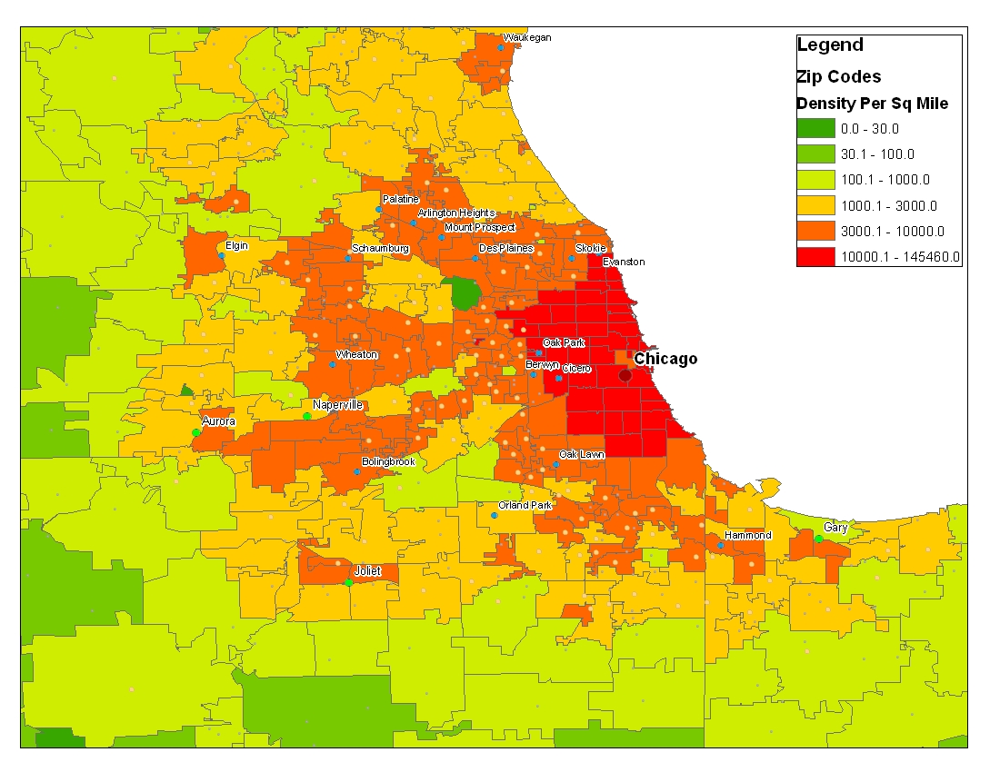 Waukegan
Legend
Zip Codes
Density Per Sq Mile
0.0 - 30.0
30.1 - 100.0
100.1 - 1000.0
1000.1 - 3000.0
3000.1 - 10000.0
10000.1 - 145460.0
Palatine
Arlington Heights
Mount Prospect
Elgin
Schaumburg
Des Plaines
Skokie
Evanston
Oak Park
Wheaton
Chicago
Berwyn
Cicero
Naperville
Aurora
Oak Lawn
Bolingbrook
Orland Park
Gary
Hammond
Joliet